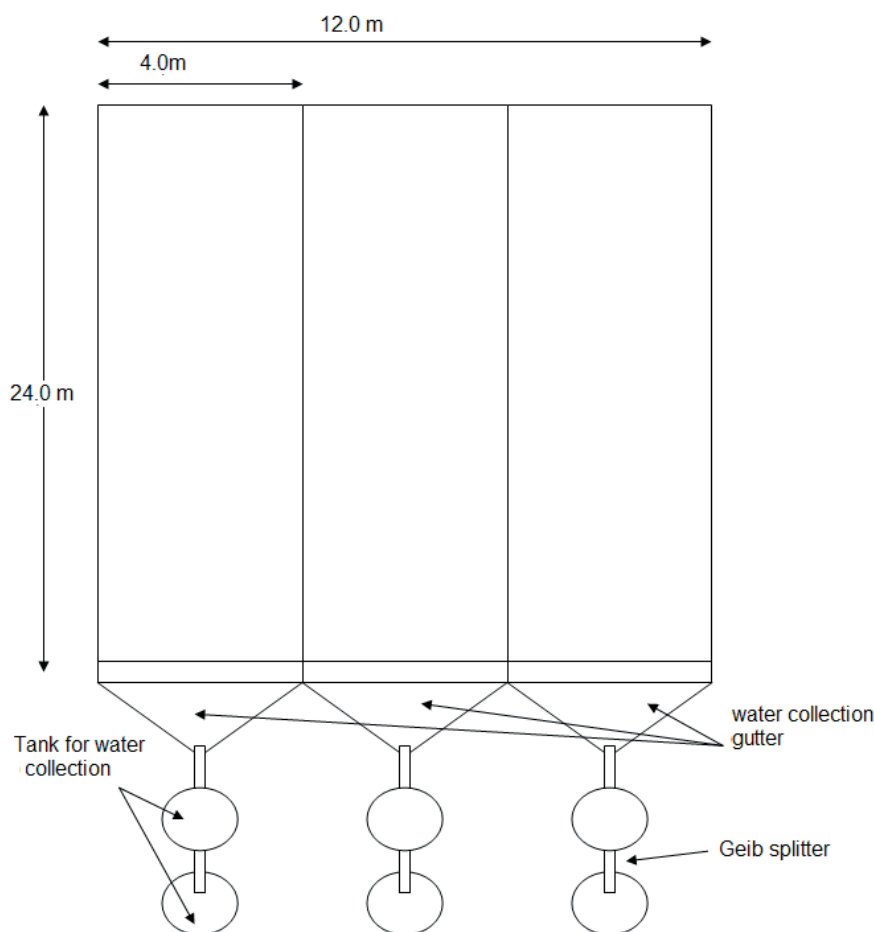 12.0 m
4.0m
24.0 m
water collection
gutter
Tank for water
collection
Geib splitter